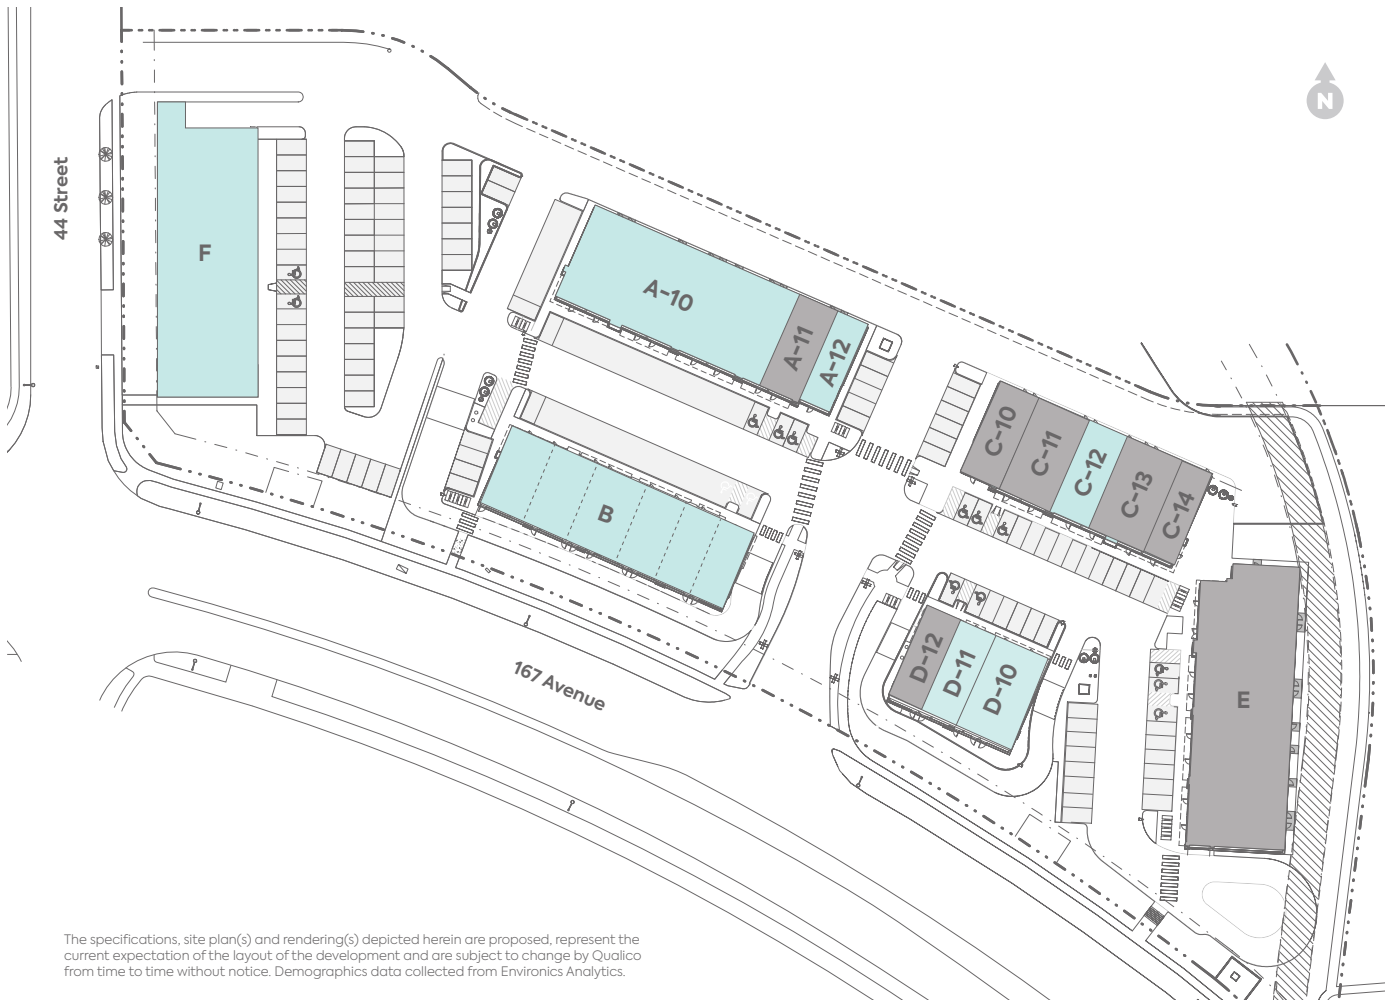 N
44 Street
F
A-10
A-11
A-12
B
C-10
C-11
C-12
C-13
C-14
D-12
D-11
D-10
E
167 Avenue
The specifications, site plan(s) and rendering(s) depicted herein are proposed, represent the
current expectation of the layout of the development and are subject to change by Qualico
from time to time without notice. Demographics data collected from Environics Analytics.